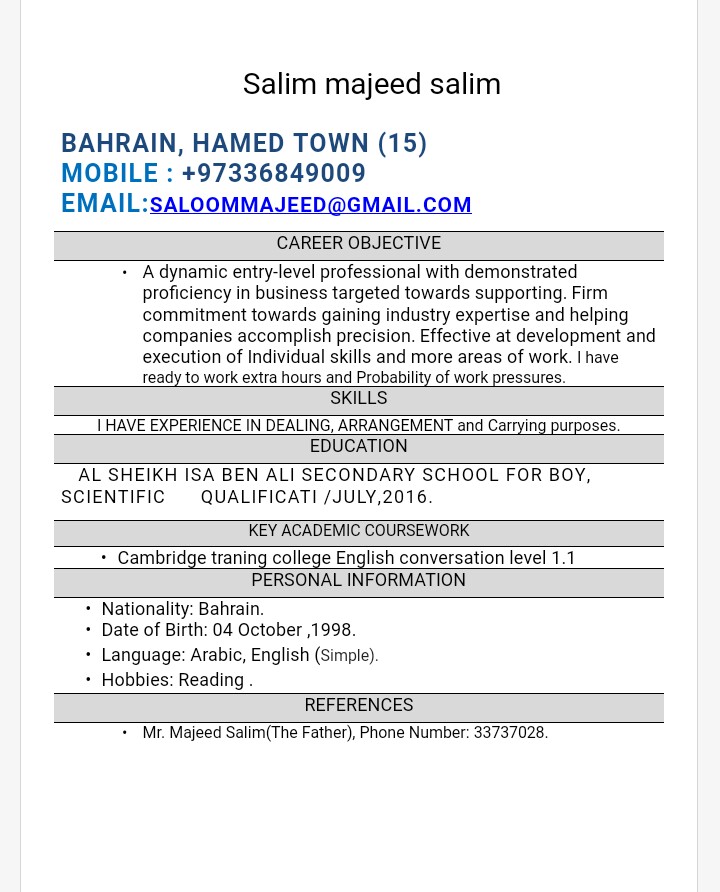 Salim majeed salim
BAHRAIN, HAMED TOWN (15)
MOBILE : +97336849009
EMAIL:SALOOMMAJEED@GMAIL.COM
CAREER OBJECTIVE
• A dynamic entry-level professional with demonstrated
proficiency in business targeted towards supporting. Firm
commitment towards gaining industry expertise and helping
companies accomplish precision. Effective at development and
execution of Individual skills and more areas of work. I have
ready to work extra hours and Probability of work pressures.
SKILLS
I HAVE EXPERIENCE IN DEALING, ARRANGEMENT and Carrying purposes.
EDUCATION
AL SHEIKH ISA BEN ALI SECONDARY SCHOOL FOR BOY,
SCIENTIFIC QUALIFICATI /JULY,2016.
KEY ACADEMIC COURSEWORK
• Cambridge traning college English conversation level 1.1
PERSONAL INFORMATION
• Nationality: Bahrain.
• Date of Birth: 04 October ,1998.
• Language: Arabic, English (Simple).
• Hobbies: Reading .
REFERENCES
• Mr. Majeed Salim(The Father), Phone Number: 33737028.